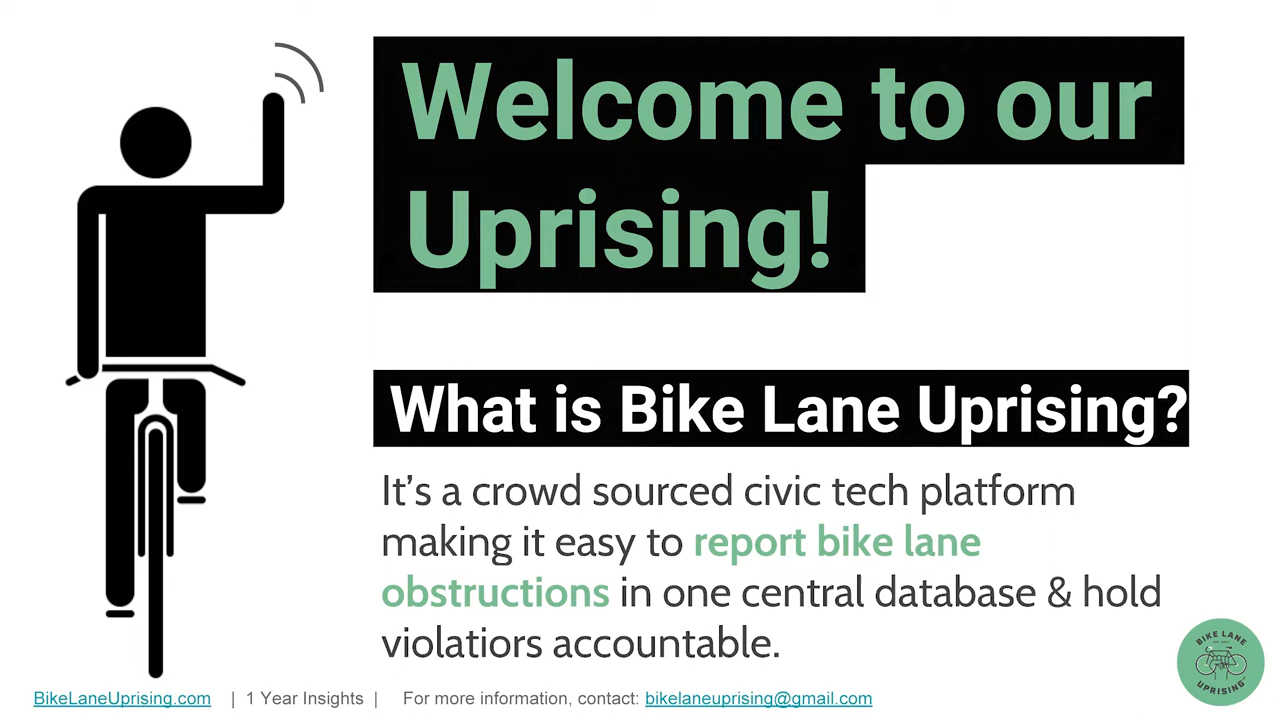 Welcome to our
Uprising!
What is Bike Lane Uprising?
It's a crowd sourced civic tech platform
making it easy to report bike lane
obstructions in one central database & hold
violatiors accountable.
BIKE LANE
UPRISING
BikeLaneUprising.com | 1 Year Insights | For more information, contact: bikelaneuprising@gmail.com